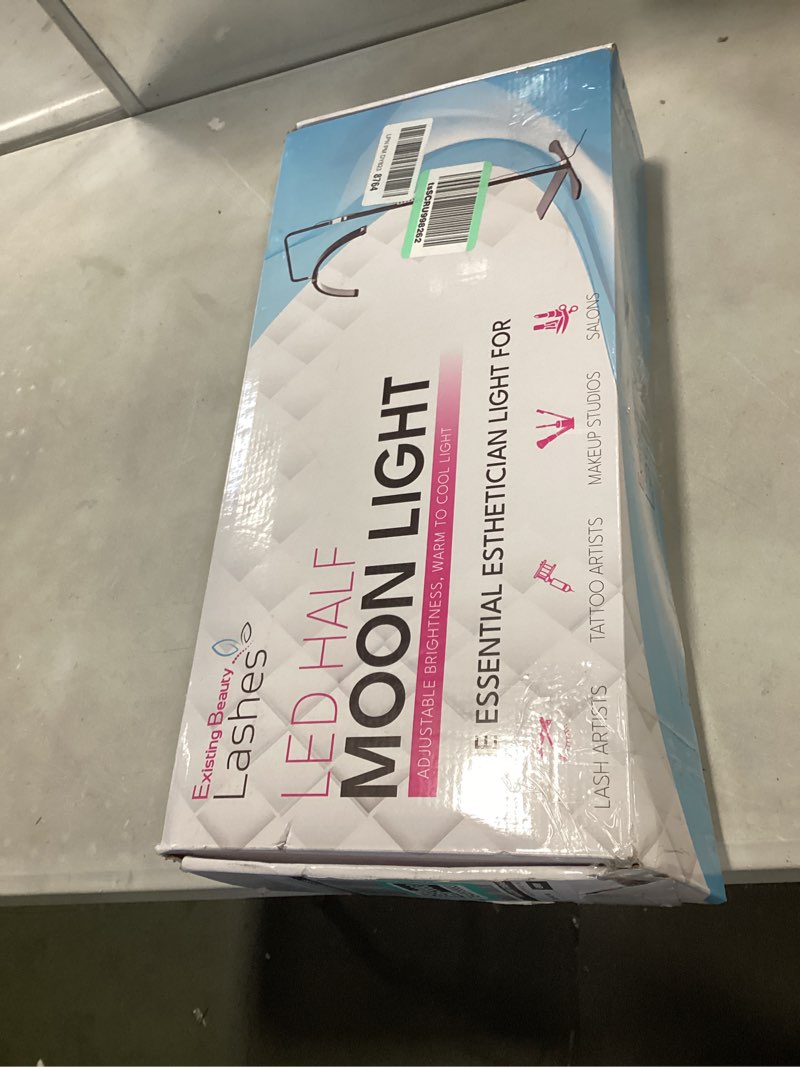 Existing Beauty
Lashes
LED HALF
MOON LIGHT
ADJUSTABLE BRIGHTNESS, WARM TO COOL LIGHT
ESSENTIAL ESTHETICIAN LIGHT FOR
LASH ARTISTS
TATTOO ARTISTS
MAKEUP STUDIOS
SALONS
8764